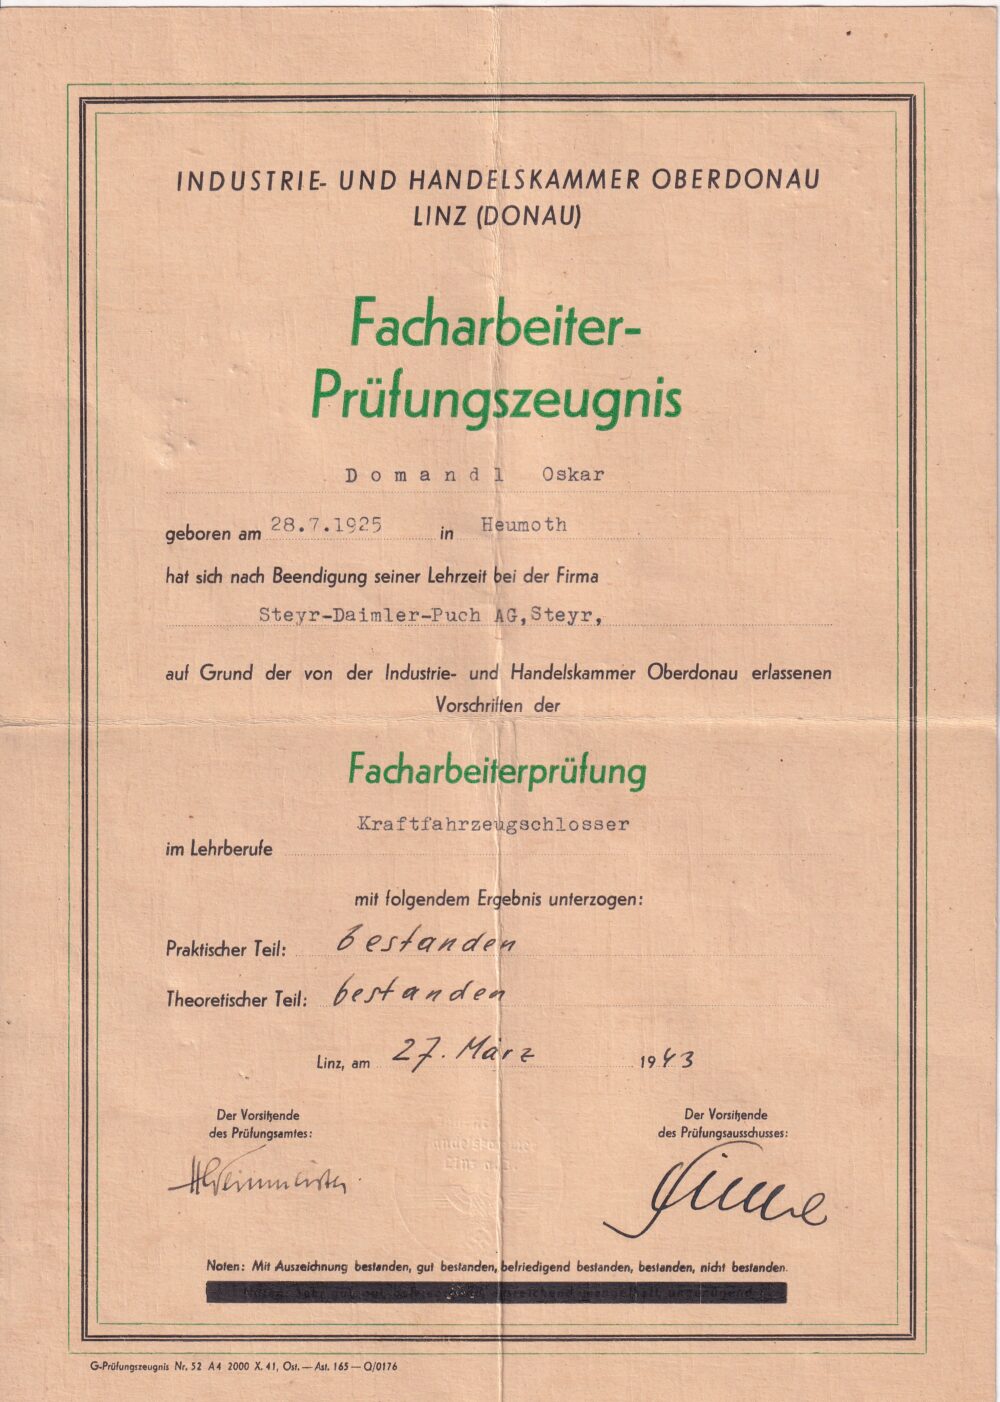 INDUSTRIE- UND HANDELSKAMMER OBERDONAU
LINZ (DONAU)
Facharbeiter-
Prüfungszeugnis
Domandl Oskar
geboren am 28.7.1925 in Heumoth
hat sich nach Beendigung seiner Lehrzeit bei der Firma
Steyr-Daimler-Puch AG,Steyr,
auf Grund der von der Industrie- und Handelskammer Oberdonau erlassenen
Vorschriften der
Facharbeiterprüfung
Kraftfahrzeugschlosser
im Lehrberufe
mit folgendem Ergebnis unterzogen:
Praktischer Teil: bestanden
Theoretischer Teil: bestanden
Linz, am 27. März 1943
Der Vorsitzende
des Prüfungsamtes:
Der Vorsitzende
des Prüfungsausschusses:
Noten: Mit Auszeichnung bestanden, gut bestanden, befriedigend bestanden, bestanden, nicht bestanden.
G-Prüfungszeugnis Nr. 52 A4 2000 X. 41, Ost. — Ast. 165 — Q/0176